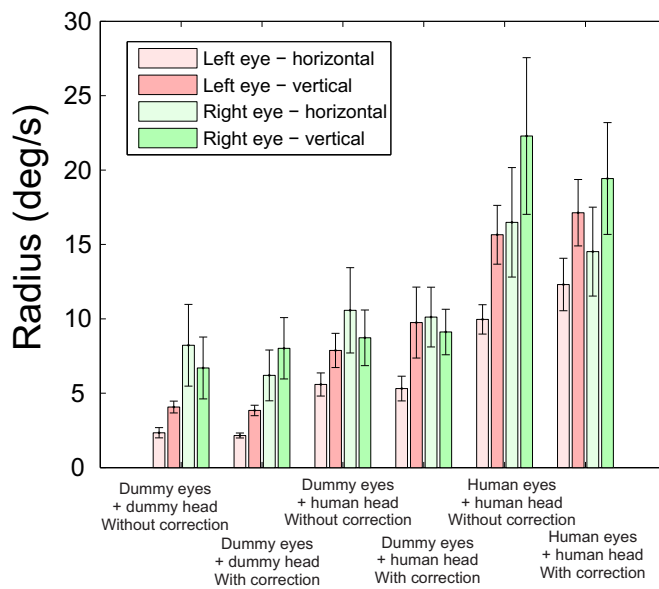 30
25
20
15
10
5
0
Radius (deg/s)
Left eye − horizontal
Left eye − vertical
Right eye − horizontal
Right eye − vertical
Dummy eyes
+ dummy head
Without correction
Dummy eyes
+ dummy head
With correction
Dummy eyes
+ human head
Without correction
Dummy eyes
+ human head
With correction
Human eyes
+ human head
Without correction
Human eyes
+ human head
With correction